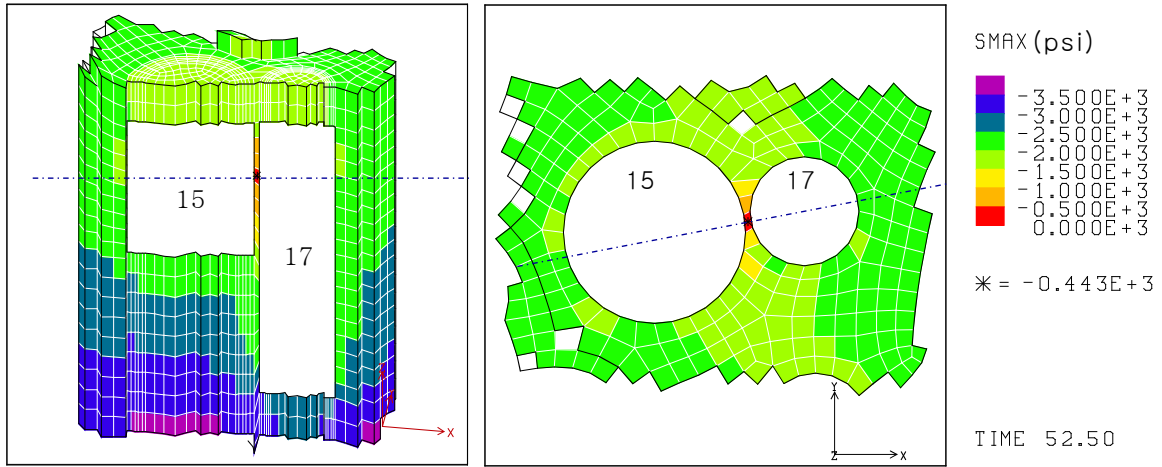 15
17
X
15
17
Y
Z X
SMAX (psi)
-3.500E+3
-3.000E+3
-2.500E+3
-2.000E+3
-1.500E+3
-1.000E+3
-0.500E+3
0.000E+3
* = -0.443E+3
TIME 52.50